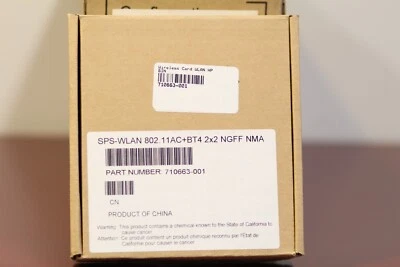 Wireless Card WLAN HP
710663-001
SPS-WLAN 802.11AC+BT4.2x2 NGFF NMA
PART NUMBER: 710663-001
CN
PRODUCT OF CHINA
Warning: This product contains a chemical known to the State of California to
cause cancer.
Ce produit contient un produit chimique reconnu par l'Etat de
Californie pour causer le cancer.